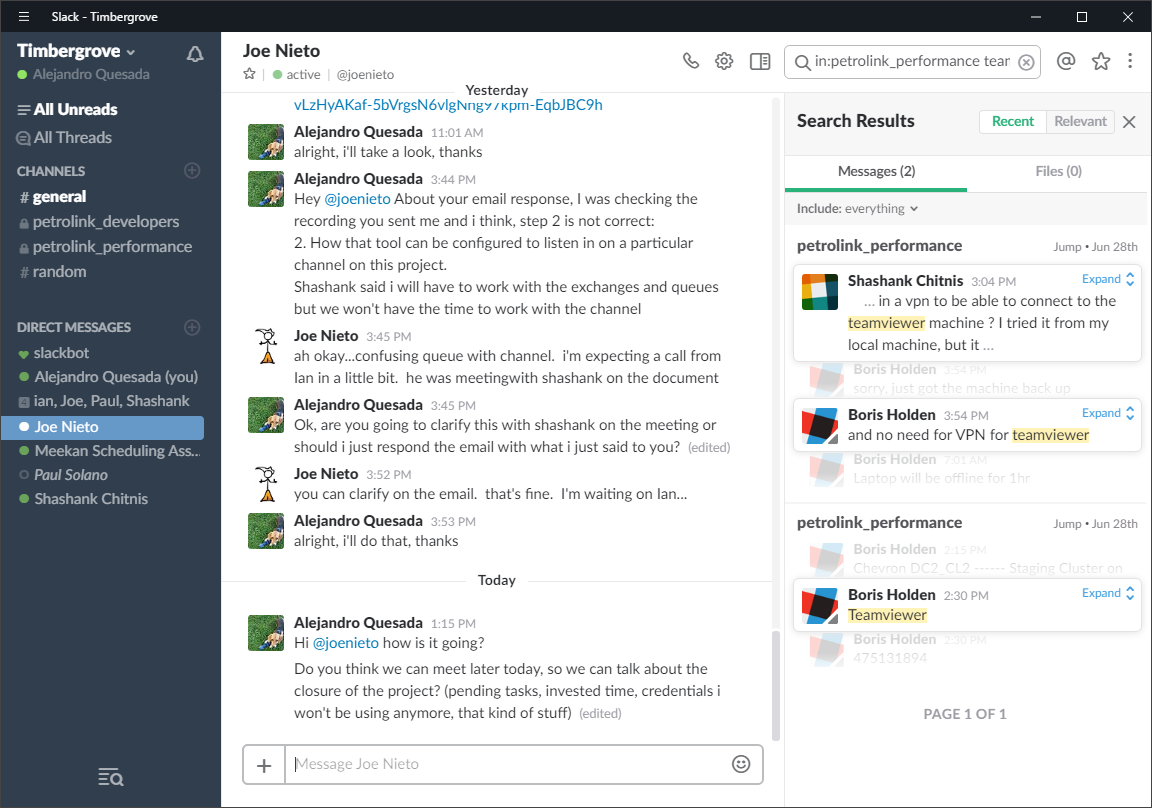 Slack - Timbergrove
Timbergrove
Alejandro Quesada
All Unreads
All Threads
CHANNELS
# general
petrolink_developers
petrolink_performance
# random
DIRECT MESSAGES
slackbot
Alejandro Quesada (you)
4 ian, Joe, Paul, Shashank
Joe Nieto
Meekan Scheduling Ass...
Paul Solano
Shashank Chitnis
Joe Nieto
active | @joenieto
in:petrolink_performance tear
Yesterday
vLzHyAKaf-5bVrgsN6vlgNng97kpm-EqbJBC9h
Alejandro Quesada 11:01 AM
alright, i'll take a look, thanks
Alejandro Quesada 3:44 PM
Hey @joenieto About your email response, I was checking the
recording you sent me and i think, step 2 is not correct:
2. How that tool can be configured to listen in on a particular
channel on this project.
Shashank said i will have to work with the exchanges and queues
but we won't have the time to work with the channel
Joe Nieto 3:45 PM
ah okay...confusing queue with channel. i'm expecting a call from
Ian in a little bit. he was meetingwith shashank on the document
Alejandro Quesada 3:45 PM
Ok, are you going to clarify this with shashank on the meeting or
should i just respond the email with what i just said to you? (edited)
Joe Nieto 3:52 PM
you can clarify on the email. that's fine. I'm waiting on Ian...
Alejandro Quesada 3:53 PM
alright, i'll do that, thanks
Today
Alejandro Quesada 1:15 PM
Hi @joenieto how is it going?
Do you think we can meet later today, so we can talk about the
closure of the project? (pending tasks, invested time, credentials i
won't be using anymore, that kind of stuff) (edited)
Message Joe Nieto
Search Results
Recent Relevant
Messages (2) Files (0)
Include: everything
petrolink_performance Jump • Jun 28th
Shashank Chitnis 3:04 PM Expand
... in a vpn to be able to connect to the
teamviewer machine ? I tried it from my
local machine, but it ...
Boris Holden 3:54 PM
sorry, just got the machine back up
Boris Holden 3:54 PM Expand
and no need for VPN for teamviewer
Boris Holden 7:01 AM
Laptop will be offline for 1hr
petrolink_performance Jump • Jun 28th
Boris Holden 2:15 PM
Chevron DC2_CL2 ------ Staging Cluster on
Boris Holden 2:30 PM Expand
Teamviewer
Boris Holden 2:30 PM
475131894
PAGE 1 OF 1